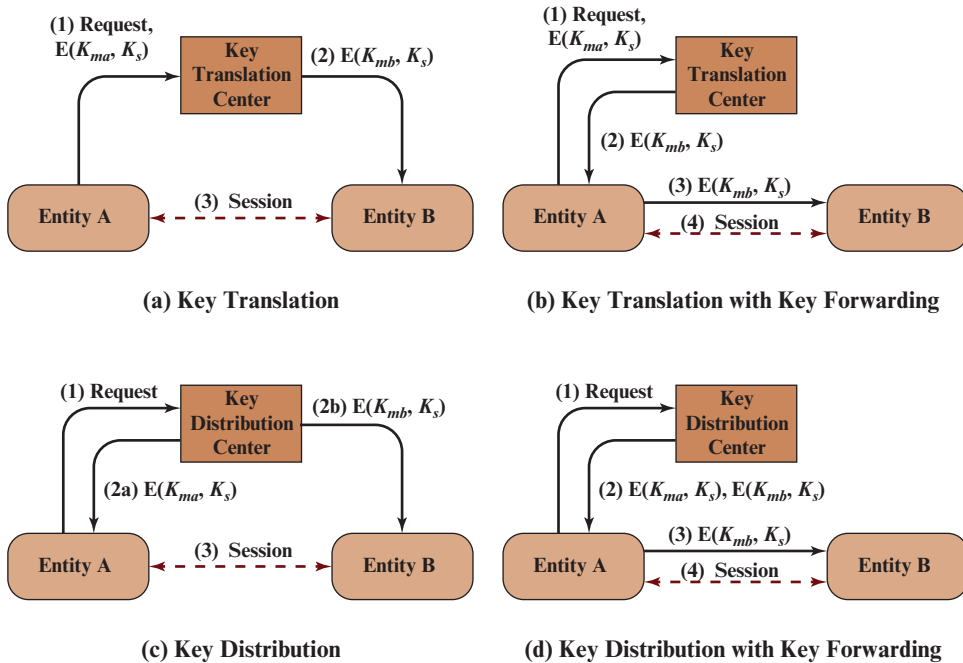 (1) Request,
E(Kma, Ks)
Key
Translation
Center
(2) E(Kmb, Ks)
Entity A
(3) Session
Entity B
(a) Key Translation
(1) Request,
E(Kma, Ks)
Key
Translation
Center
(2) E(Kmb, Ks)
Entity A
(3) E(Kmb, Ks)
(4) Session
Entity B
(b) Key Translation with Key Forwarding
(1) Request
Key
Distribution
Center
(2b) E(Kmb, Ks)
(2a) E(Kma, Ks)
Entity A
(3) Session
Entity B
(c) Key Distribution
(1) Request
Key
Distribution
Center
(2) E(Kma, Ks), E(Kmb, Ks)
Entity A
(3) E(Kmb, Ks)
(4) Session
Entity B
(d) Key Distribution with Key Forwarding